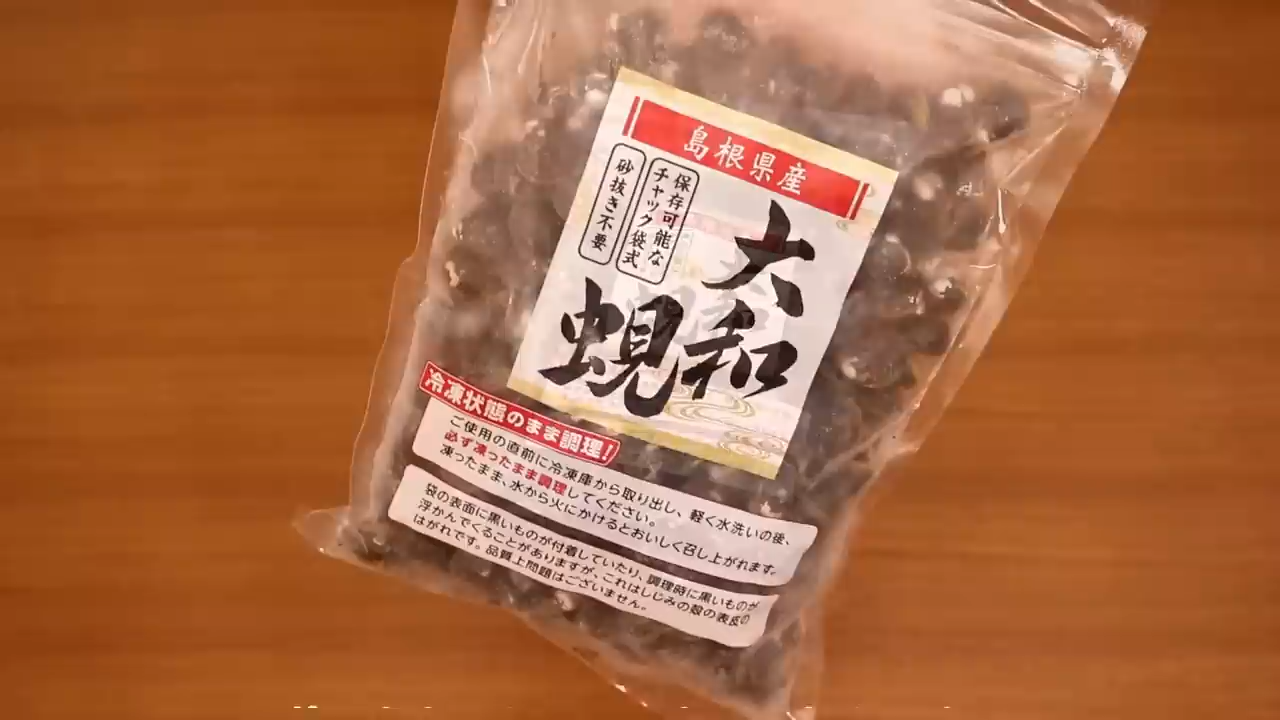 島根県産
大和
蜆
保存可能な
チャック袋式
砂抜き不要
冷凍状態のまま調理!
ご使用の直前に冷凍庫から取り出し、軽く水洗いの後、
必ず凍ったまま調理してください。
凍ったまま、水から火にかけるとおいしく召し上がれます。
袋の表面に黒いものが付着していたり、調理時に黒いものが
浮かんでくることがありますが、これはしじみの殻の表皮の
はがれです。品質上問題はございません。